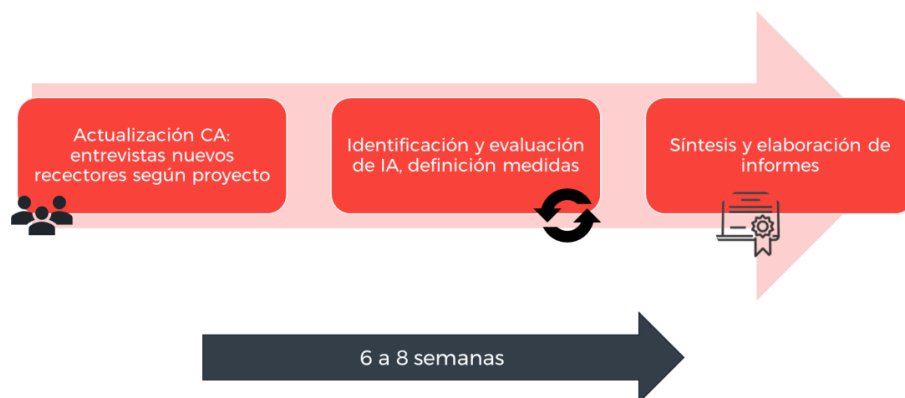 Actualización CA:
entrevistas nuevos
recectores según proyecto
Identificación y evaluación
de IA, definición medidas
Síntesis y elaboración de
informes
6 a 8 semanas